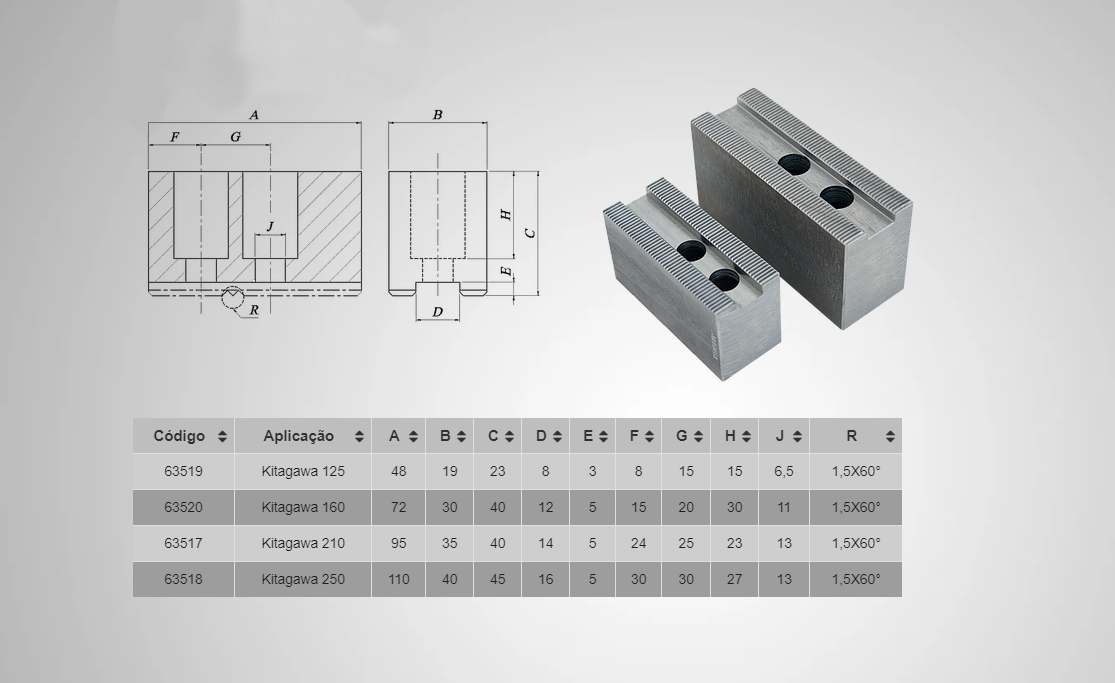 A
B
F G
J
H
C
E
R
D
Código Aplicação A B C D E F G H J R
63519 Kitagawa 125 48 19 23 8 3 8 15 15 6,5 1,5X60°
63520 Kitagawa 160 72 30 40 12 5 15 20 30 11 1,5X60°
63517 Kitagawa 210 95 35 40 14 5 24 25 23 13 1,5X60°
63518 Kitagawa 250 110 40 45 16 5 30 30 27 13 1,5X60°